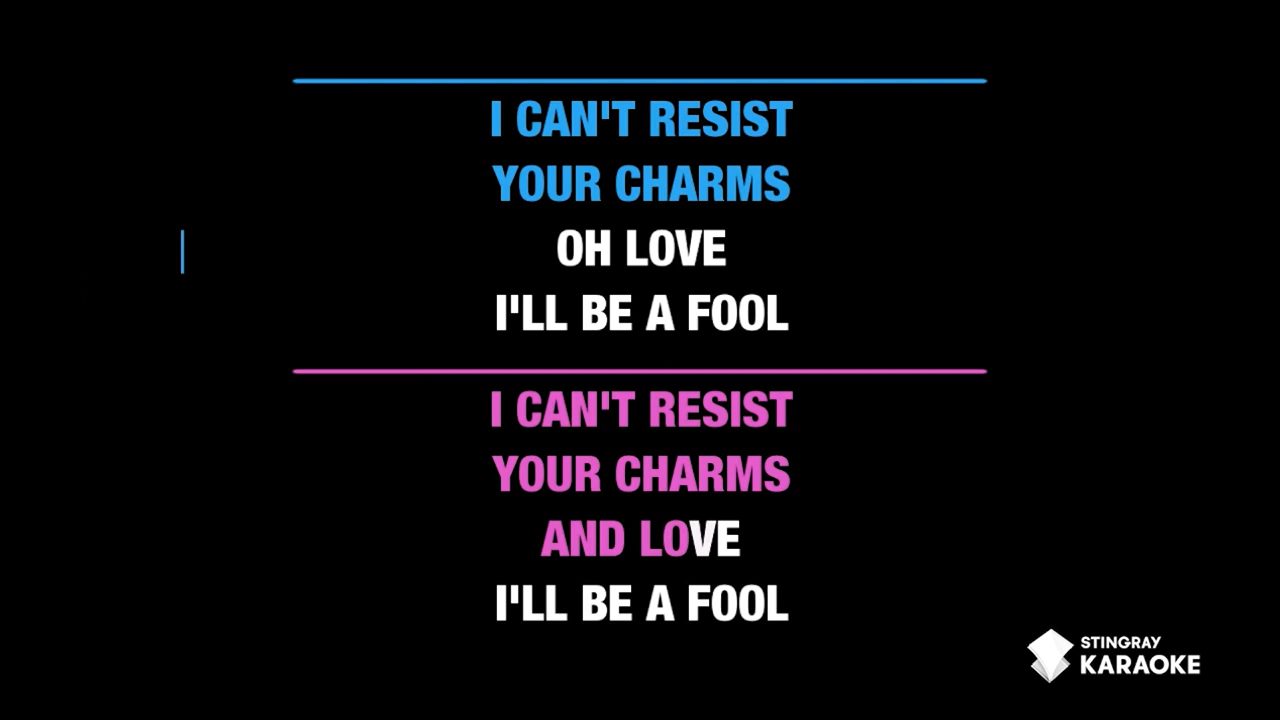 I CAN'T RESIST
YOUR CHARMS
OH LOVE
I'LL BE A FOOL
I CAN'T RESIST
YOUR CHARMS
AND LOVE
I'LL BE A FOOL
STINGRAY
KARAOKE